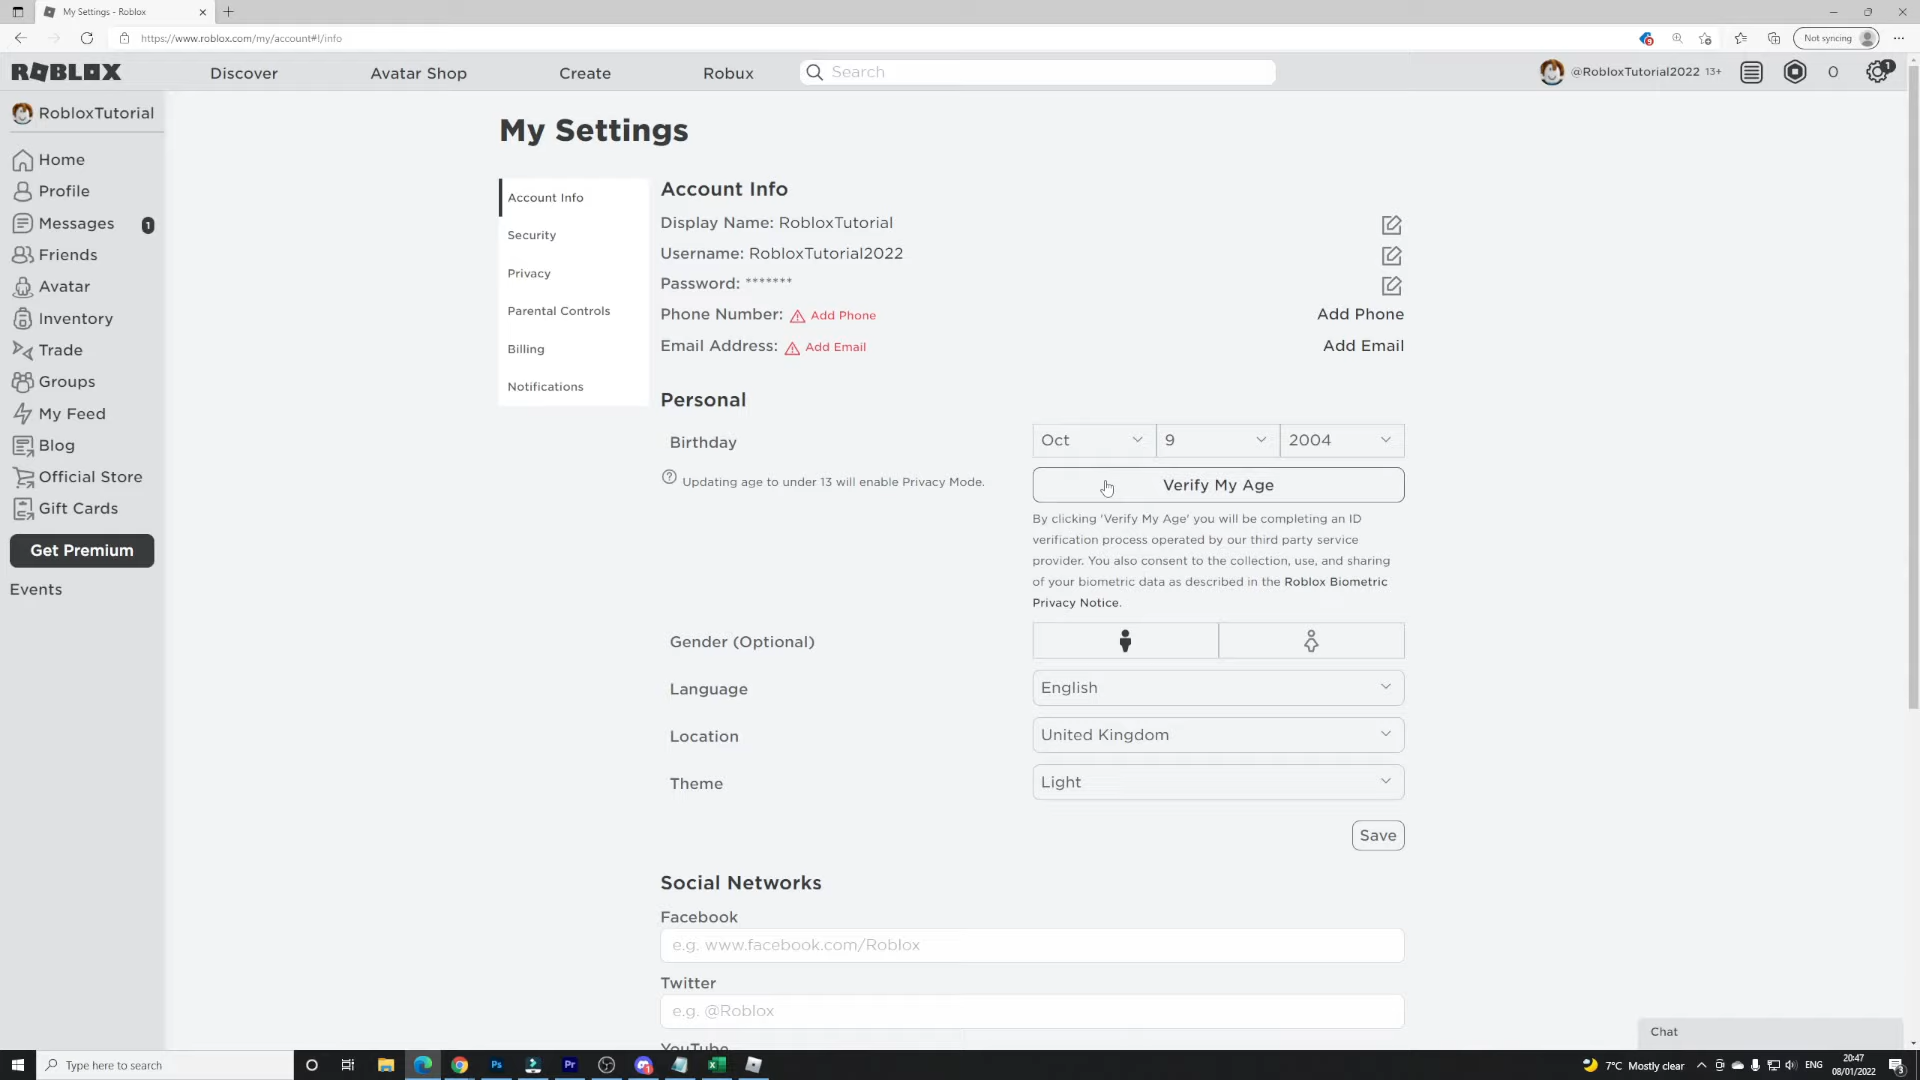 My Settings - Roblox
https://www.roblox.com/my/account#!/info
Not syncing
ROBLOX
Discover
Avatar Shop
Create
Robux
Search
@RobloxTutorial2022 13+
0
1
RobloxTutorial
Home
Profile
Messages 1
Friends
Avatar
Inventory
Trade
Groups
My Feed
Blog
Official Store
Gift Cards
Get Premium
Events
My Settings
Account Info
Security
Privacy
Parental Controls
Billing
Notifications
Account Info
Display Name: RobloxTutorial
Username: RobloxTutorial2022
Password: *******
Phone Number: Add Phone Add Phone
Email Address: Add Email Add Email
Personal
Birthday Oct 9 2004
Updating age to under 13 will enable Privacy Mode.
Verify My Age
By clicking 'Verify My Age' you will be completing an ID
verification process operated by our third party service
provider. You also consent to the collection, use, and sharing
of your biometric data as described in the Roblox Biometric
Privacy Notice.
Gender (Optional)
Language English
Location United Kingdom
Theme Light
Save
Social Networks
Facebook
e.g. www.facebook.com/Roblox
Twitter
e.g. @Roblox
YouTube
Chat
Type here to search
Ps
Pr
7°C Mostly clear
ENG
20:47
08/01/2022
3